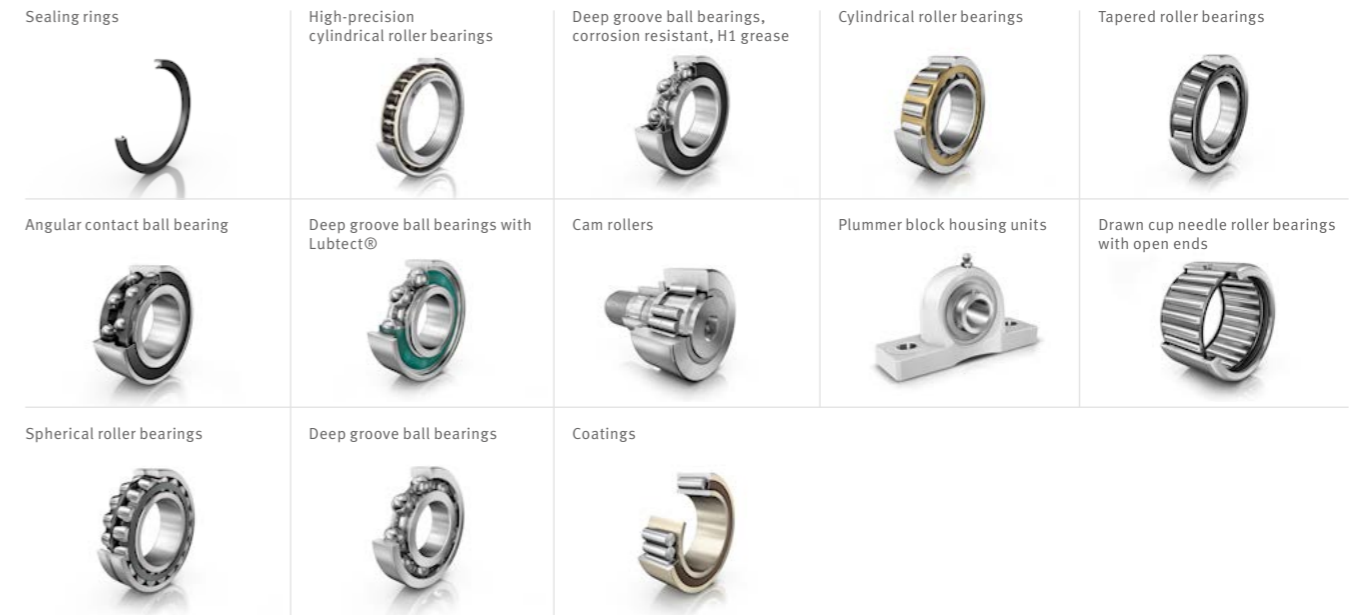 Sealing rings
High-precision
cylindrical roller bearings
Deep groove ball bearings,
corrosion resistant, H1 grease
Cylindrical roller bearings
Tapered roller bearings
Angular contact ball bearing
Deep groove ball bearings with
Lubtect®
Cam rollers
Plummer block housing units
Drawn cup needle roller bearings
with open ends
Spherical roller bearings
Deep groove ball bearings
Coatings